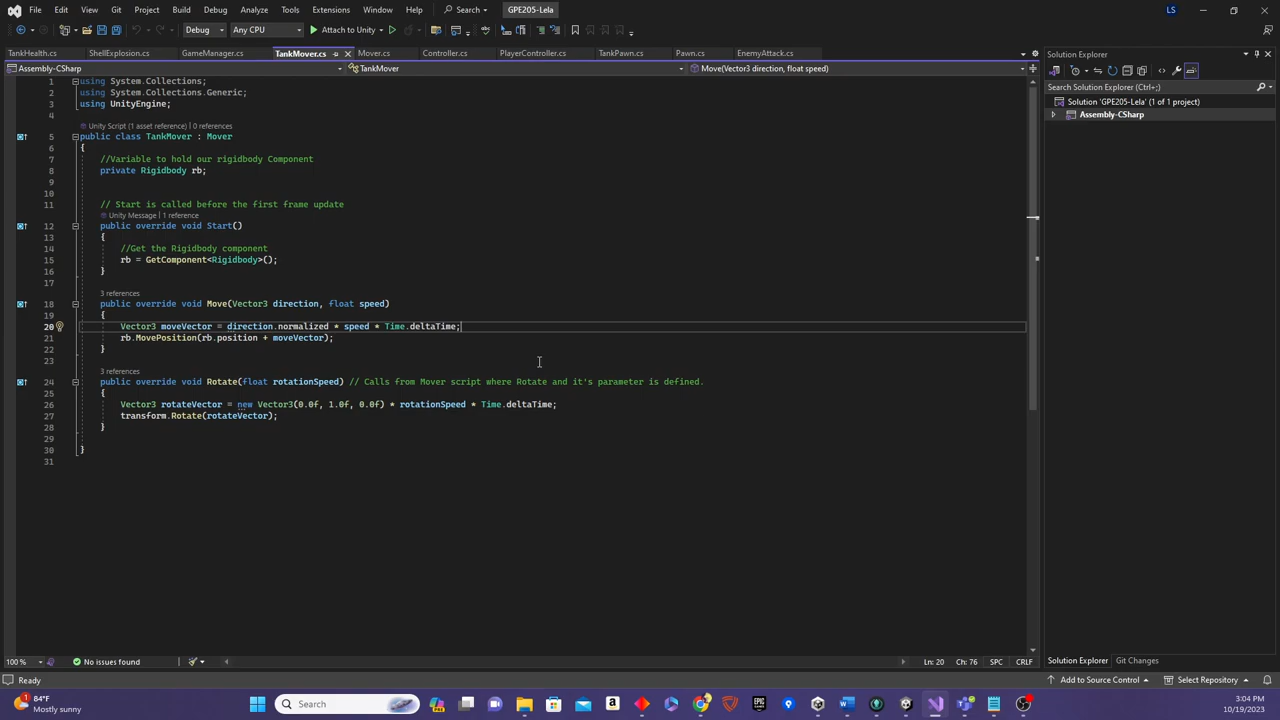 File Edit View Git Project Build Debug Test Analyze Tools Extensions Window Help Search GPE205-Lela LS
Debug Any CPU Attach to Unity
TankHealth.cs ShellExplosion.cs GameManager.cs TankMover.cs Mover.cs Controller.cs PlayerController.cs TankPawn.cs Pawn.cs EnemyAttack.cs
Assembly-CSharp TankMover Move(Vector3 direction, float speed)
1 using System.Collections;
2 using System.Collections.Generic;
3 using UnityEngine;
4
Unity Script (1 asset reference) | 0 references
5 public class TankMover : Mover
6 {
7 //Variable to hold our rigidbody Component
8 private Rigidbody rb;
9
10
11 // Start is called before the first frame update
Unity Message | 1 reference
12 public override void Start()
13 {
14 //Get the Rigidbody component
15 rb = GetComponent<Rigidbody>();
16 }
17
3 references
18 public override void Move(Vector3 direction, float speed)
19 {
20 Vector3 moveVector = direction.normalized * speed * Time.deltaTime;
21 rb.MovePosition(rb.position + moveVector);
22 }
23
3 references
24 public override void Rotate(float rotationSpeed) // Calls from Mover script where Rotate and it's parameter is defined.
25 {
26 Vector3 rotateVector = new Vector3(0.0f, 1.0f, 0.0f) * rotationSpeed * Time.deltaTime;
27 transform.Rotate(rotateVector);
28 }
29
30 }
31
Solution Explorer
Search Solution Explorer (Ctrl+;)
Solution 'GPE205-Lela' (1 of 1 project)
Assembly-CSharp
100 % No issues found Ln: 20 Ch: 76 SPC CRLF
Solution Explorer Git Changes
Ready Add to Source Control Select Repository
84°F
Mostly sunny
Search
3:04 PM
10/19/2023